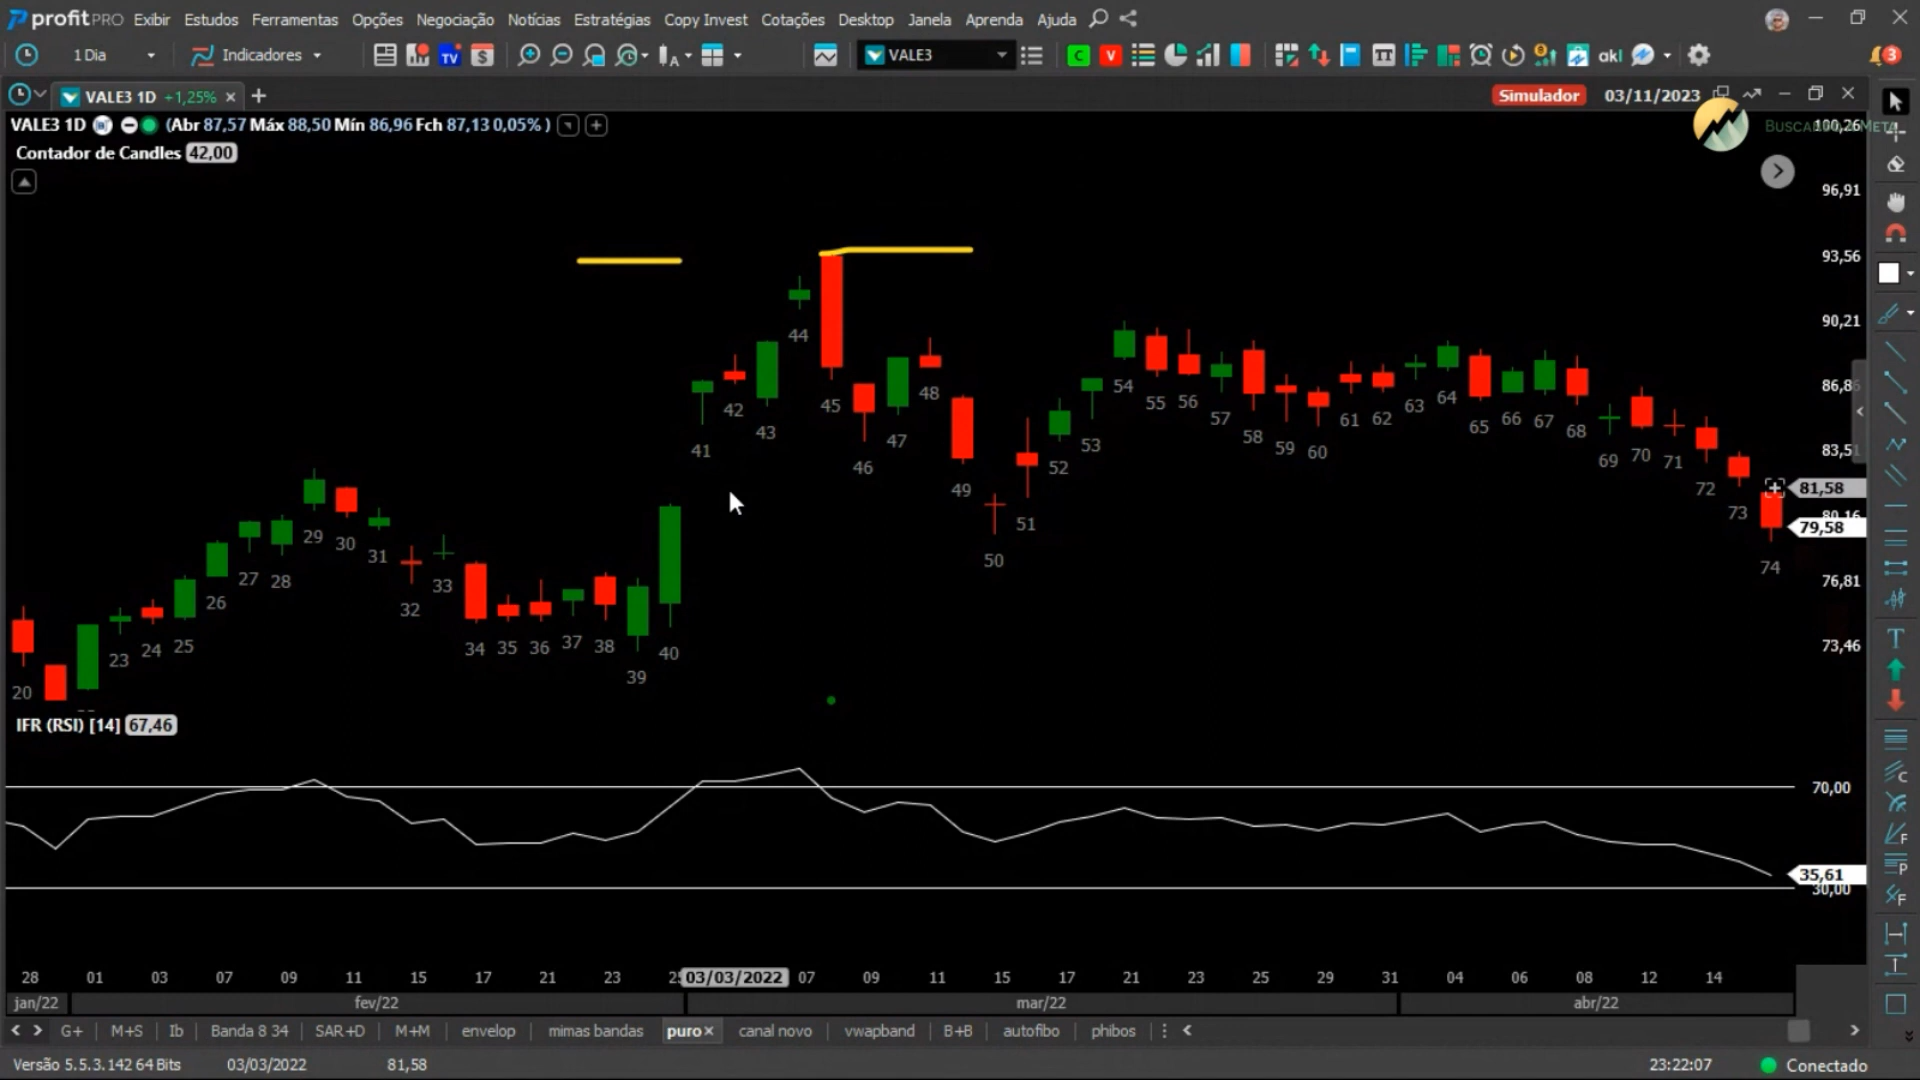 profitPRO Exibir Estudos Ferramentas Opções Negociação Notícias Estratégias Copy Invest Cotações Desktop Janela Aprenda Ajuda
1 Dia Indicadores TV VALE3 C V akl 3
VALE3 1D +1,25% Simulador 03/11/2023
VALE3 1D (Abr 87,57 Máx 88,50 Mín 86,96 Fch 87,13 0,05% )
Contador de Candles 42,00
100,26
96,91
93,56
90,21
83,51
81,58
79,58
76,81
73,46
20 23 24 25 26 27 28 29 30 31 32 33 34 35 36 37 38 39 40 41 42 43 44 45 46 47 48 49 50 51 52 53 54 55 56 57 58 59 60 61 62 63 64 65 66 67 68 69 70 71 72 73 74
IFR (RSI) [14] 67,46
70,00
35,61
30,00
28 01 03 07 09 11 15 17 21 23 03/03/2022 07 09 11 15 17 21 23 25 29 31 04 06 08 12 14
jan/22 fev/22 mar/22 abr/22
G+ M+S Ib Banda 8 34 SAR+D M+M envelop mimas bandas puro canal novo vwapband B+B autofibo phibos
Versão 5.5.3.142 64 Bits 03/03/2022 81,58 23:22:07 Conectado